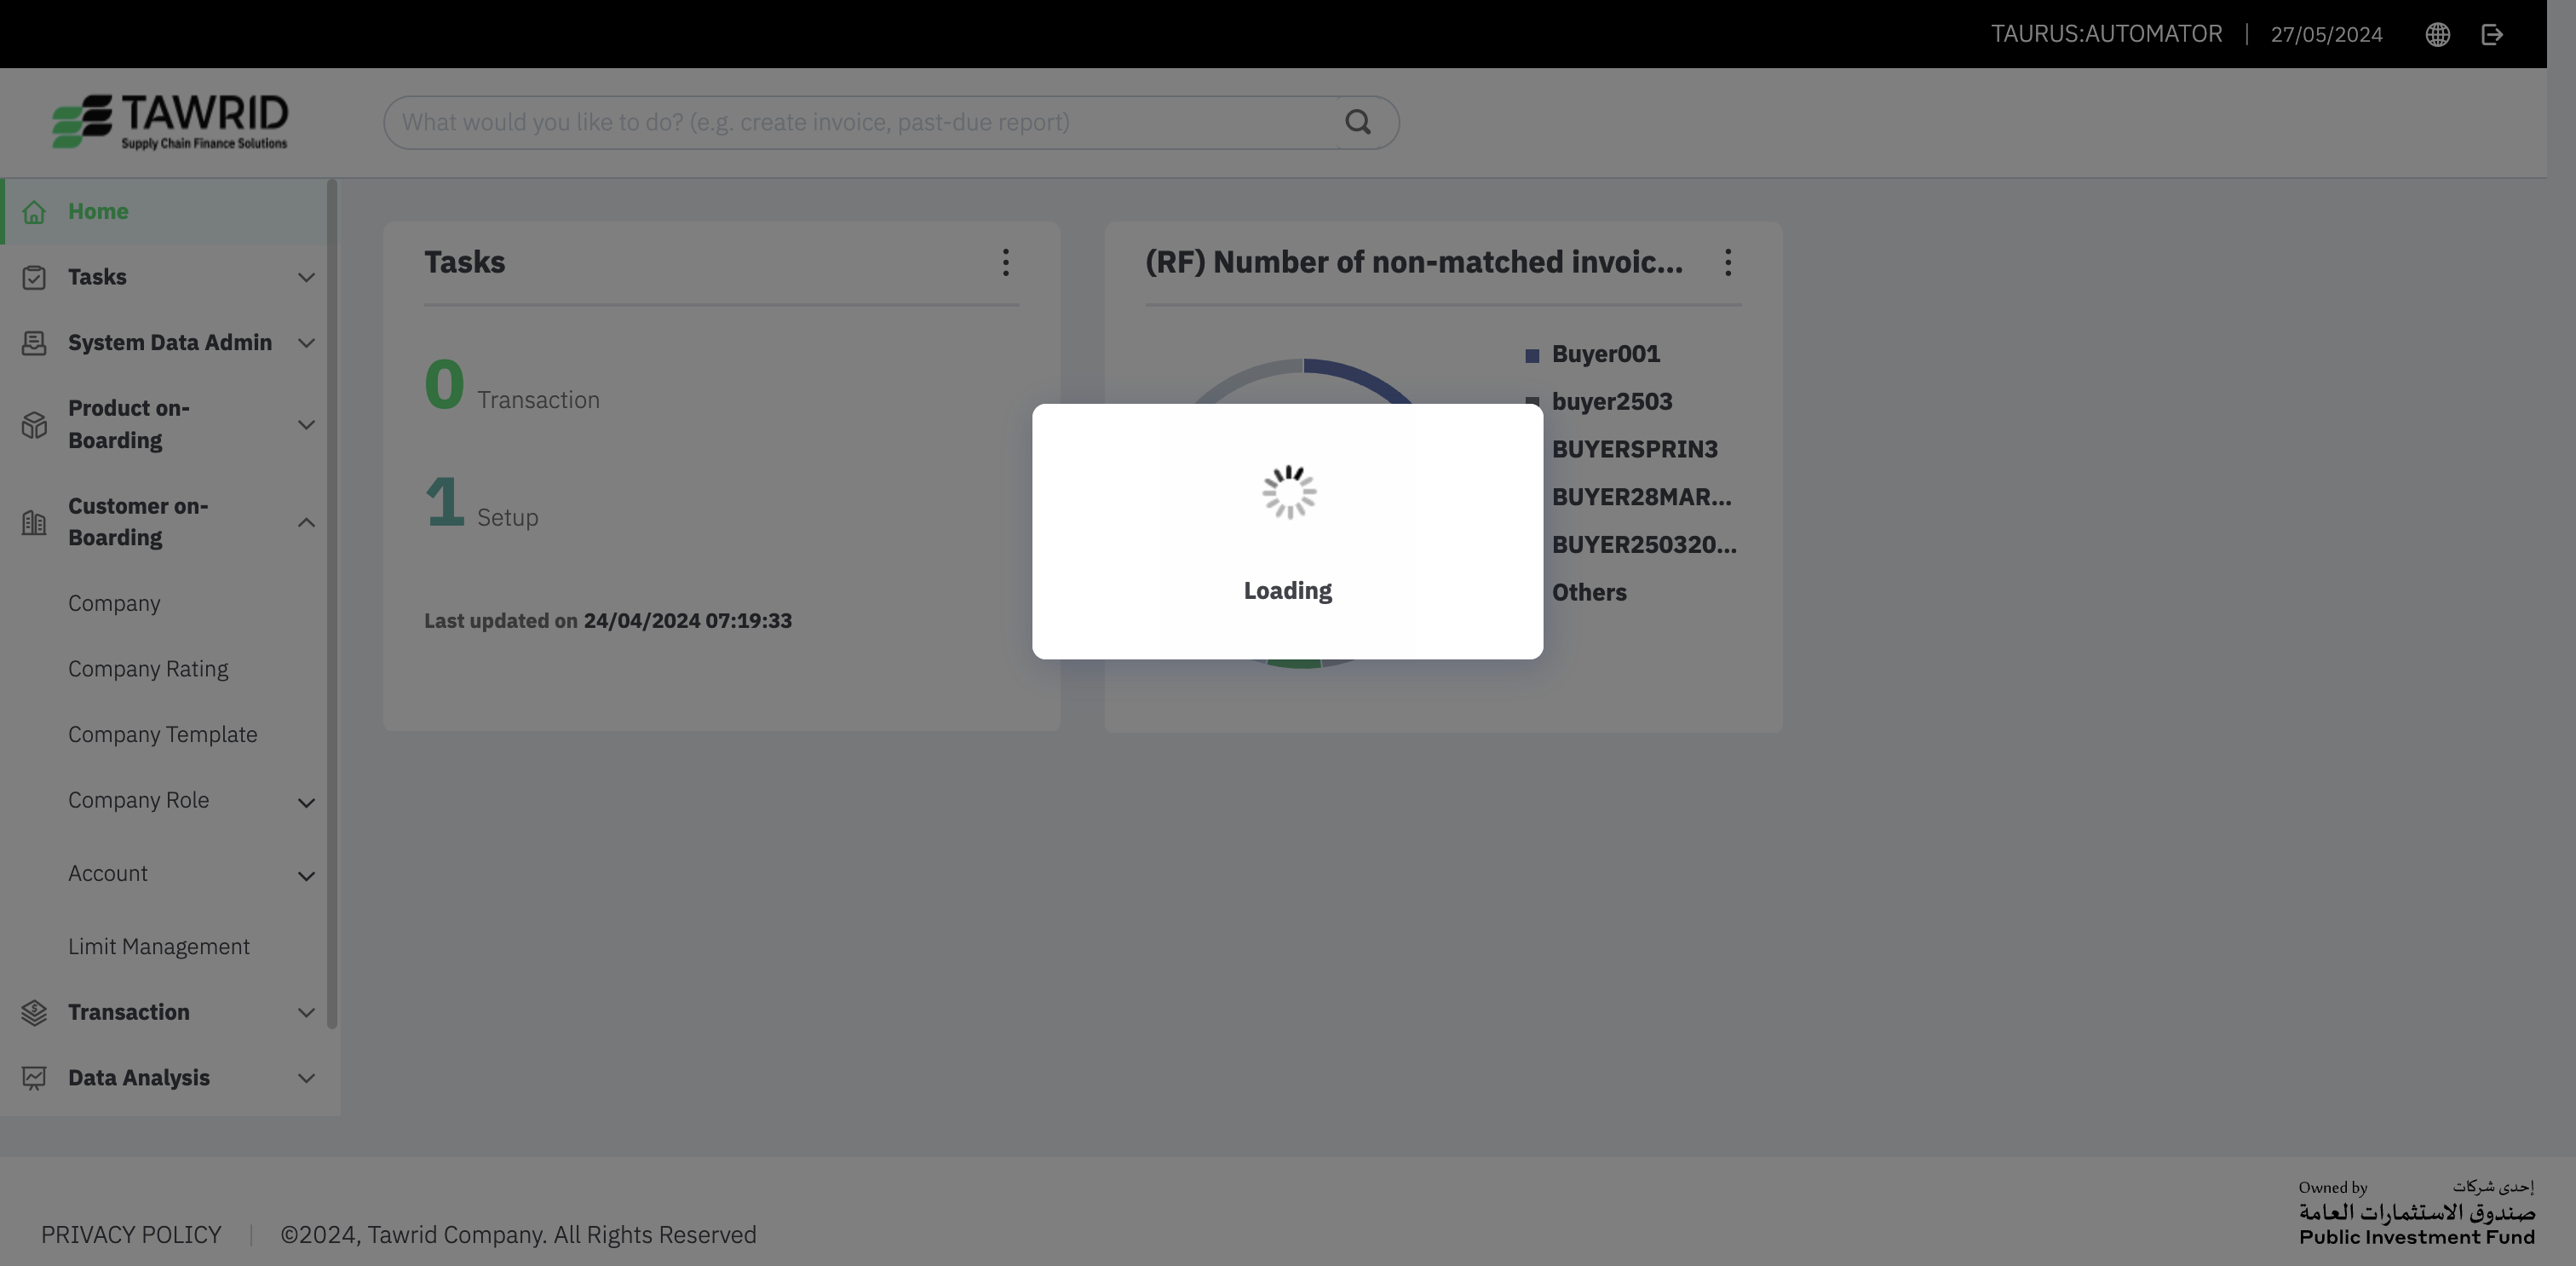 TAURUS:AUTOMATOR | 27/05/2024
TAWRID
Supply Chain Finance Solutions
What would you like to do? (e.g. create invoice, past-due report)
Home
Tasks
System Data Admin
Product on-
Boarding
Customer on-
Boarding
Company
Company Rating
Company Template
Company Role
Account
Limit Management
Transaction
Data Analysis
Tasks
0 Transaction
1 Setup
Last updated on 24/04/2024 07:19:33
(RF) Number of non-matched invoic...
Buyer001
buyer2503
BUYERSPRIN3
BUYER28MAR...
BUYER250320...
Others
Loading
PRIVACY POLICY | ©2024, Tawrid Company. All Rights Reserved
Owned by إحدى شركات
صندوق الاستثمارات العامة
Public Investment Fund